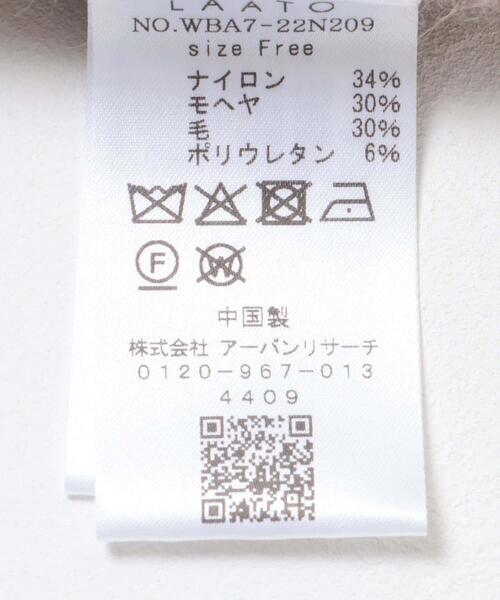 LAATO
NO.WBA7-22N209
size Free
ナイロン 34%
モヘヤ 30%
毛 30%
ポリウレタン 6%
F W
中国製
株式会社 アーバンリサーチ
0120-967-013
4409